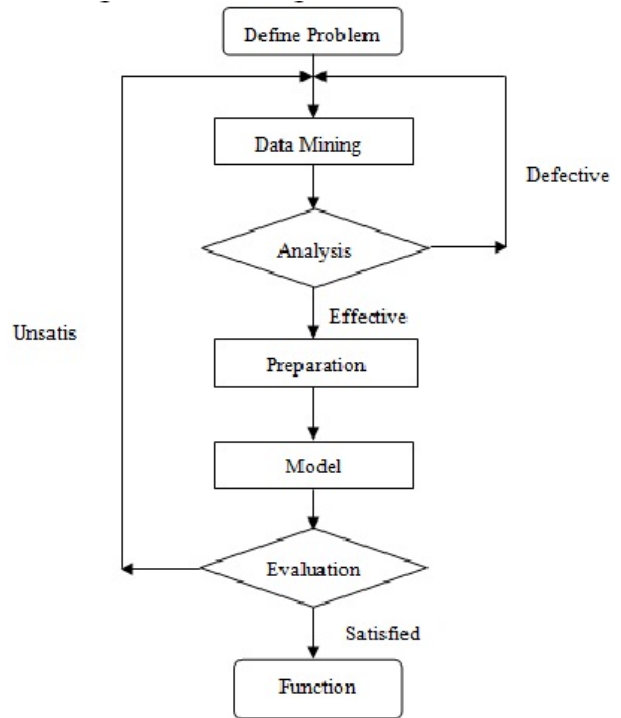 Define Problem
Data Mining
Defective
Analysis
Effective
Unsatis
Preparation
Model
Evaluation
Satisfied
Function